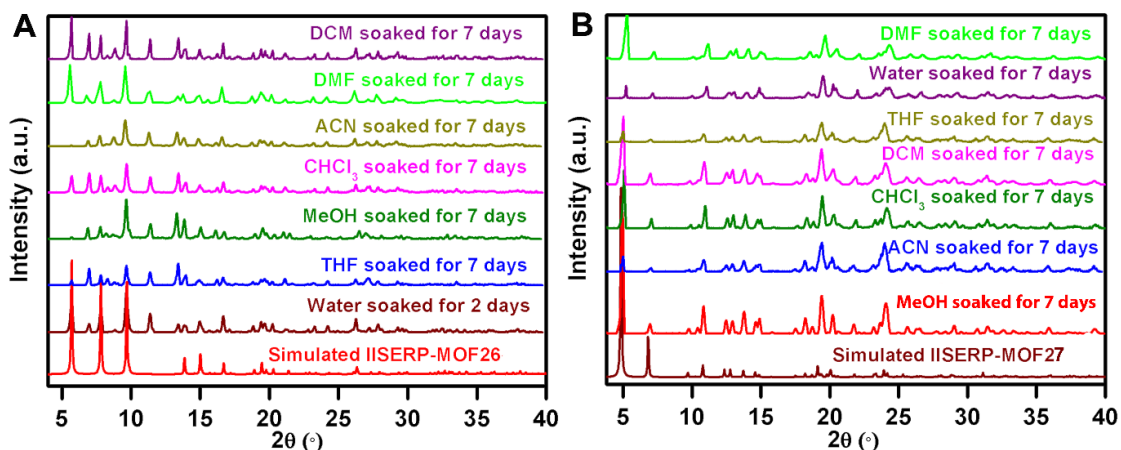 A
DCM soaked for 7 days
DMF soaked for 7 days
ACN soaked for 7 days
CHCl3 soaked for 7 days
MeOH soaked for 7 days
THF soaked for 7 days
Water soaked for 2 days
Simulated IISERP-MOF26
Intensity (a.u.)
5 10 15 20 25 30 35 40
2θ (°)
B
DMF soaked for 7 days
Water soaked for 7 days
THF soaked for 7 days
DCM soaked for 7 days
CHCl3 soaked for 7 days
ACN soaked for 7 days
MeOH soaked for 7 days
Simulated IISERP-MOF27
Intensity (a.u.)
5 10 15 20 25 30 35 40
2θ (°)